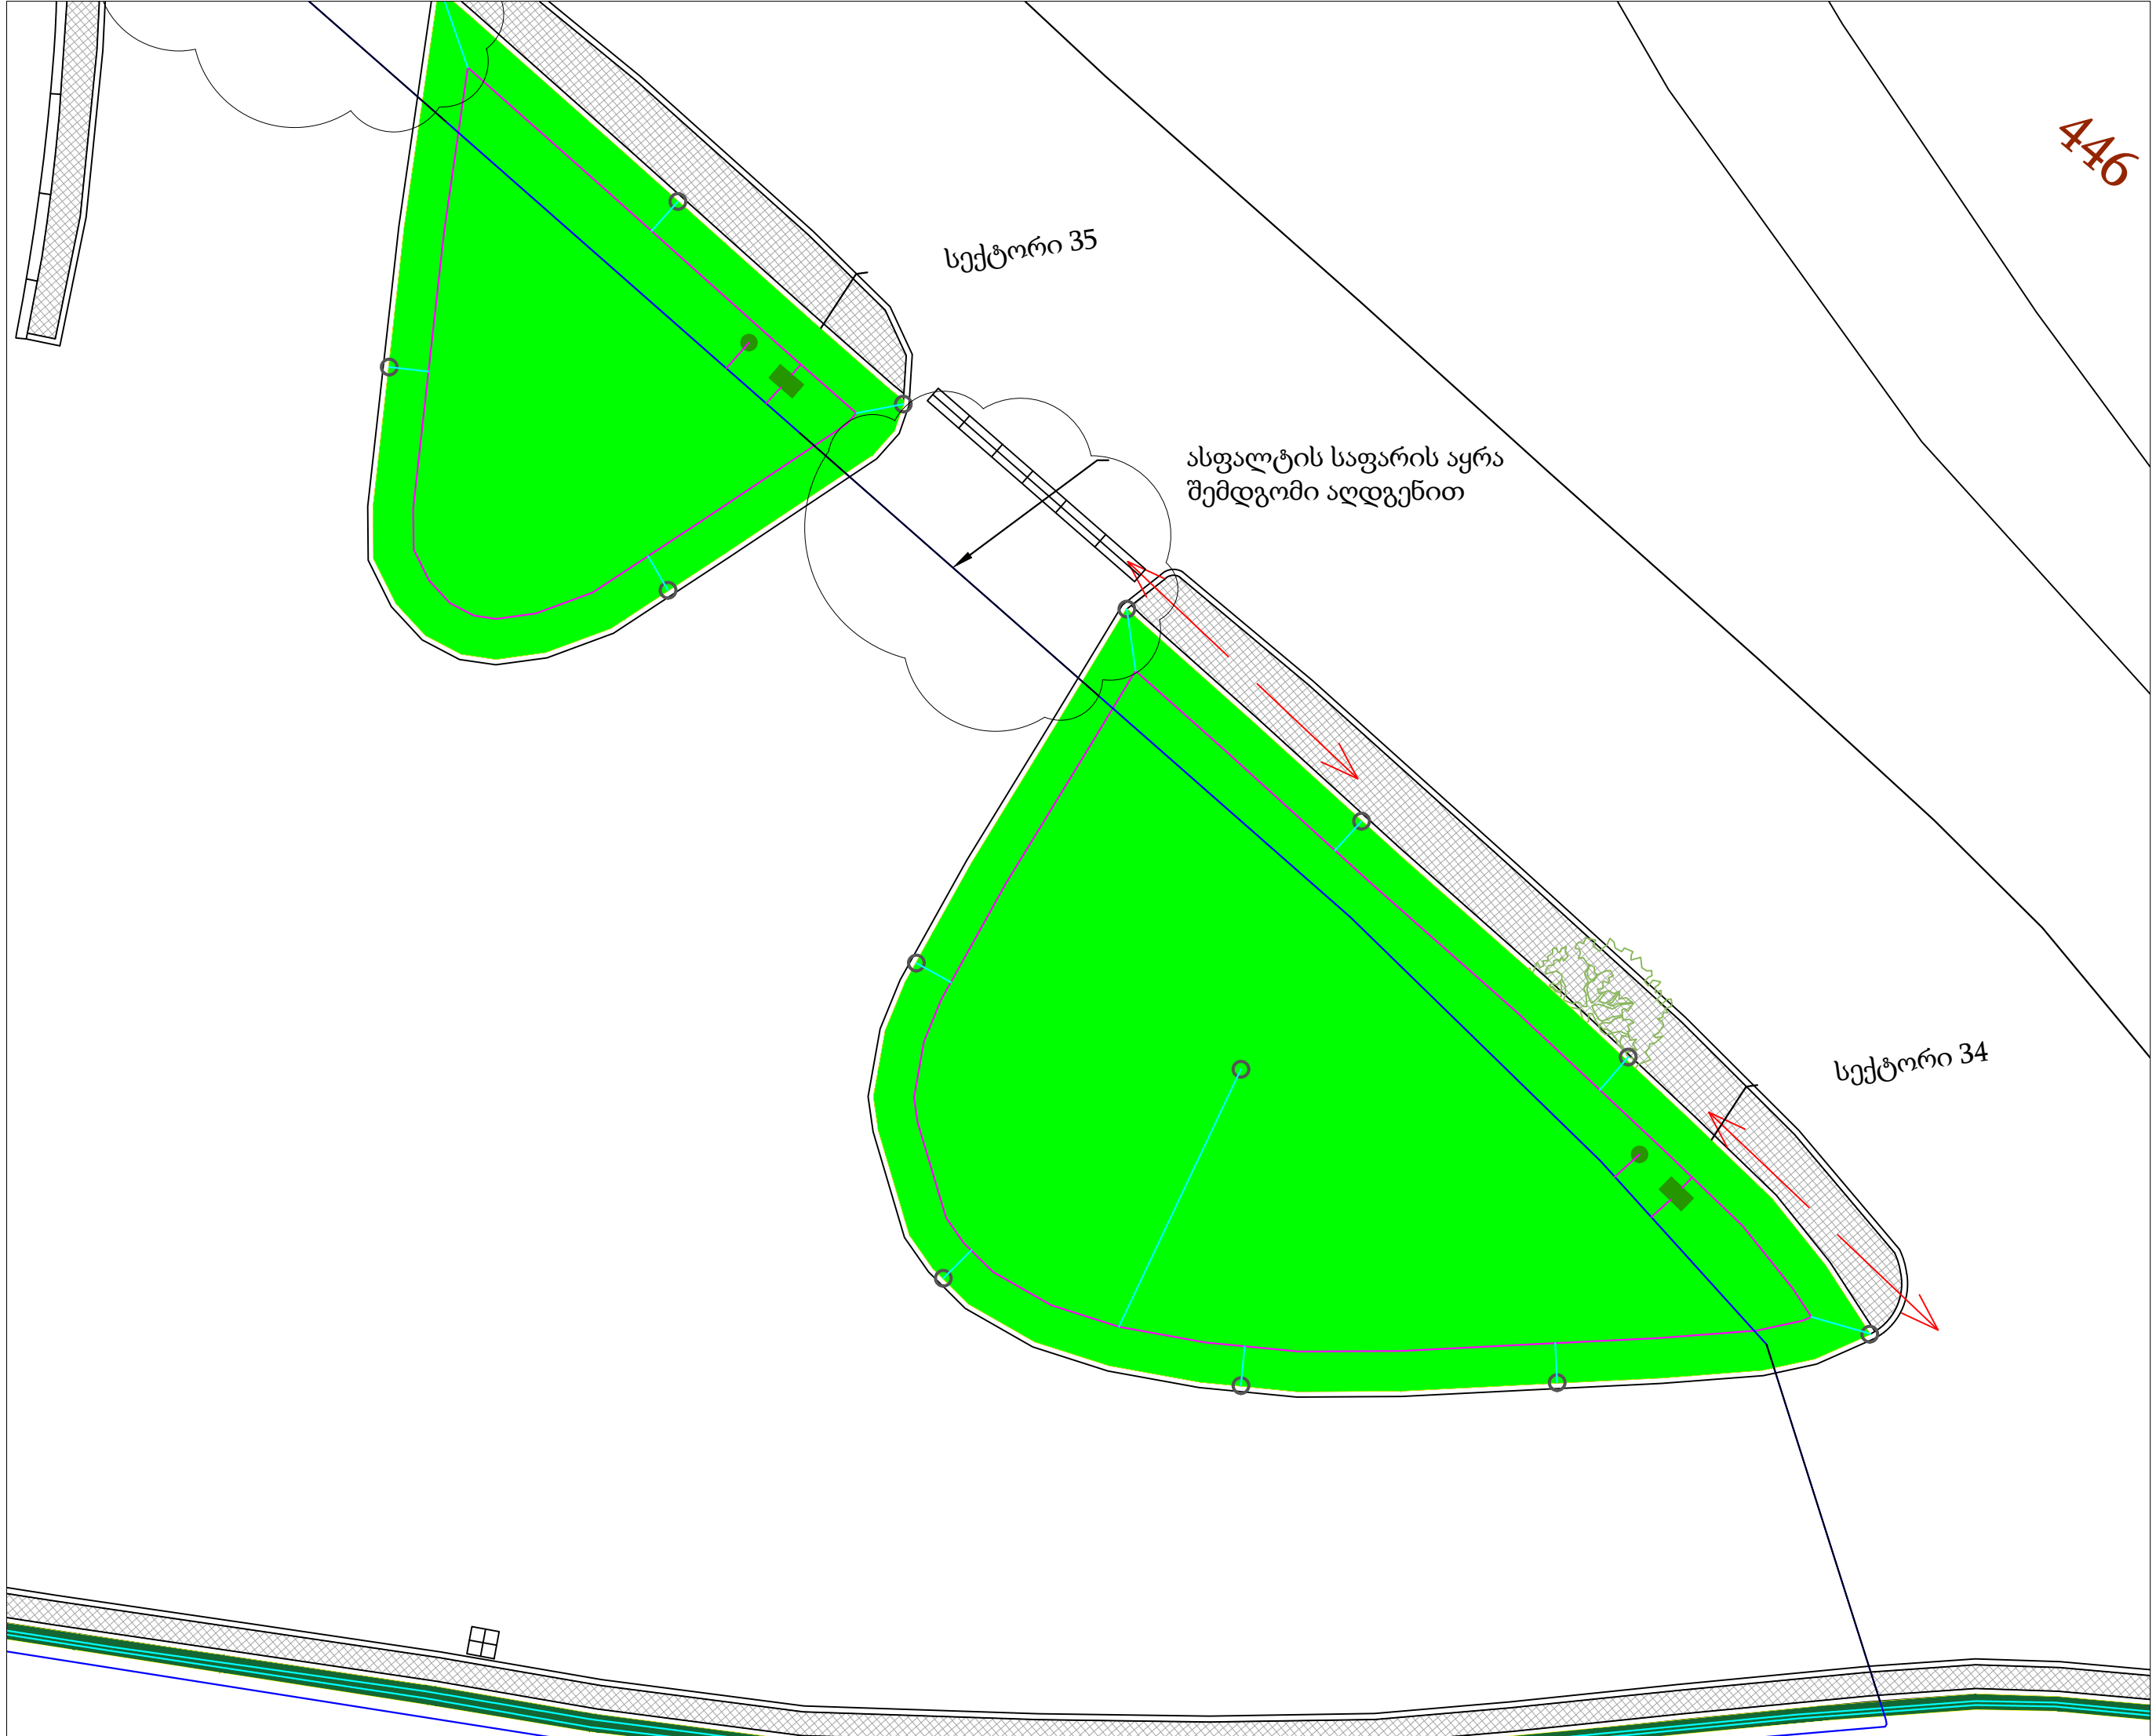 446
სექტორი 35
ასფალტის საფარის აყრა
შემდგომი აღდგენით
სექტორი 34